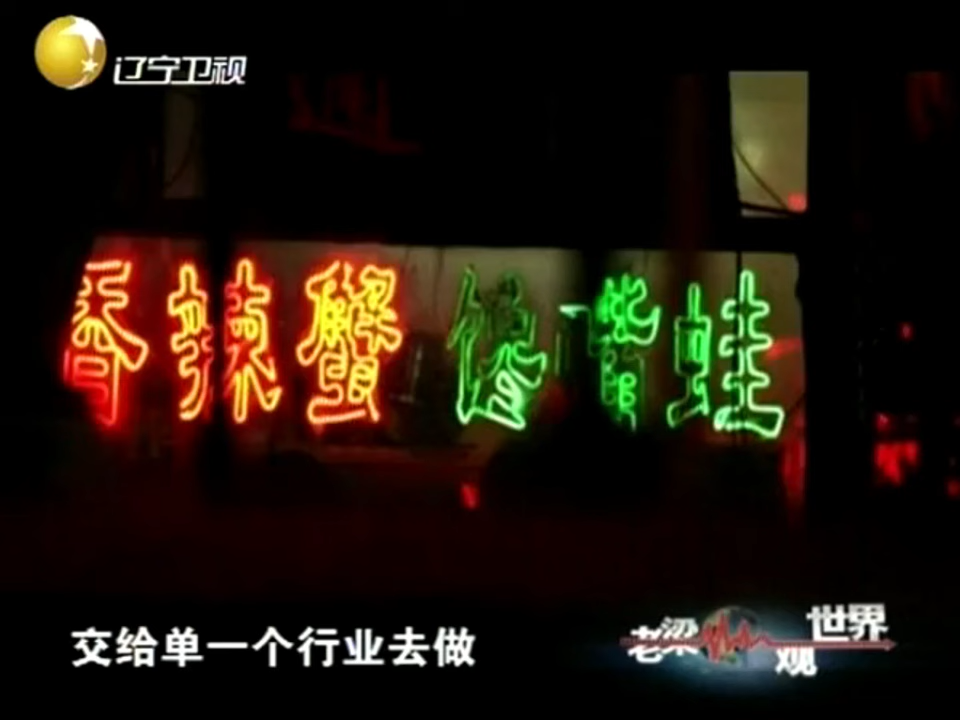 辽宁卫视
香辣蟹 馋嘴蛙
交给单一个行业去做
老梁观世界